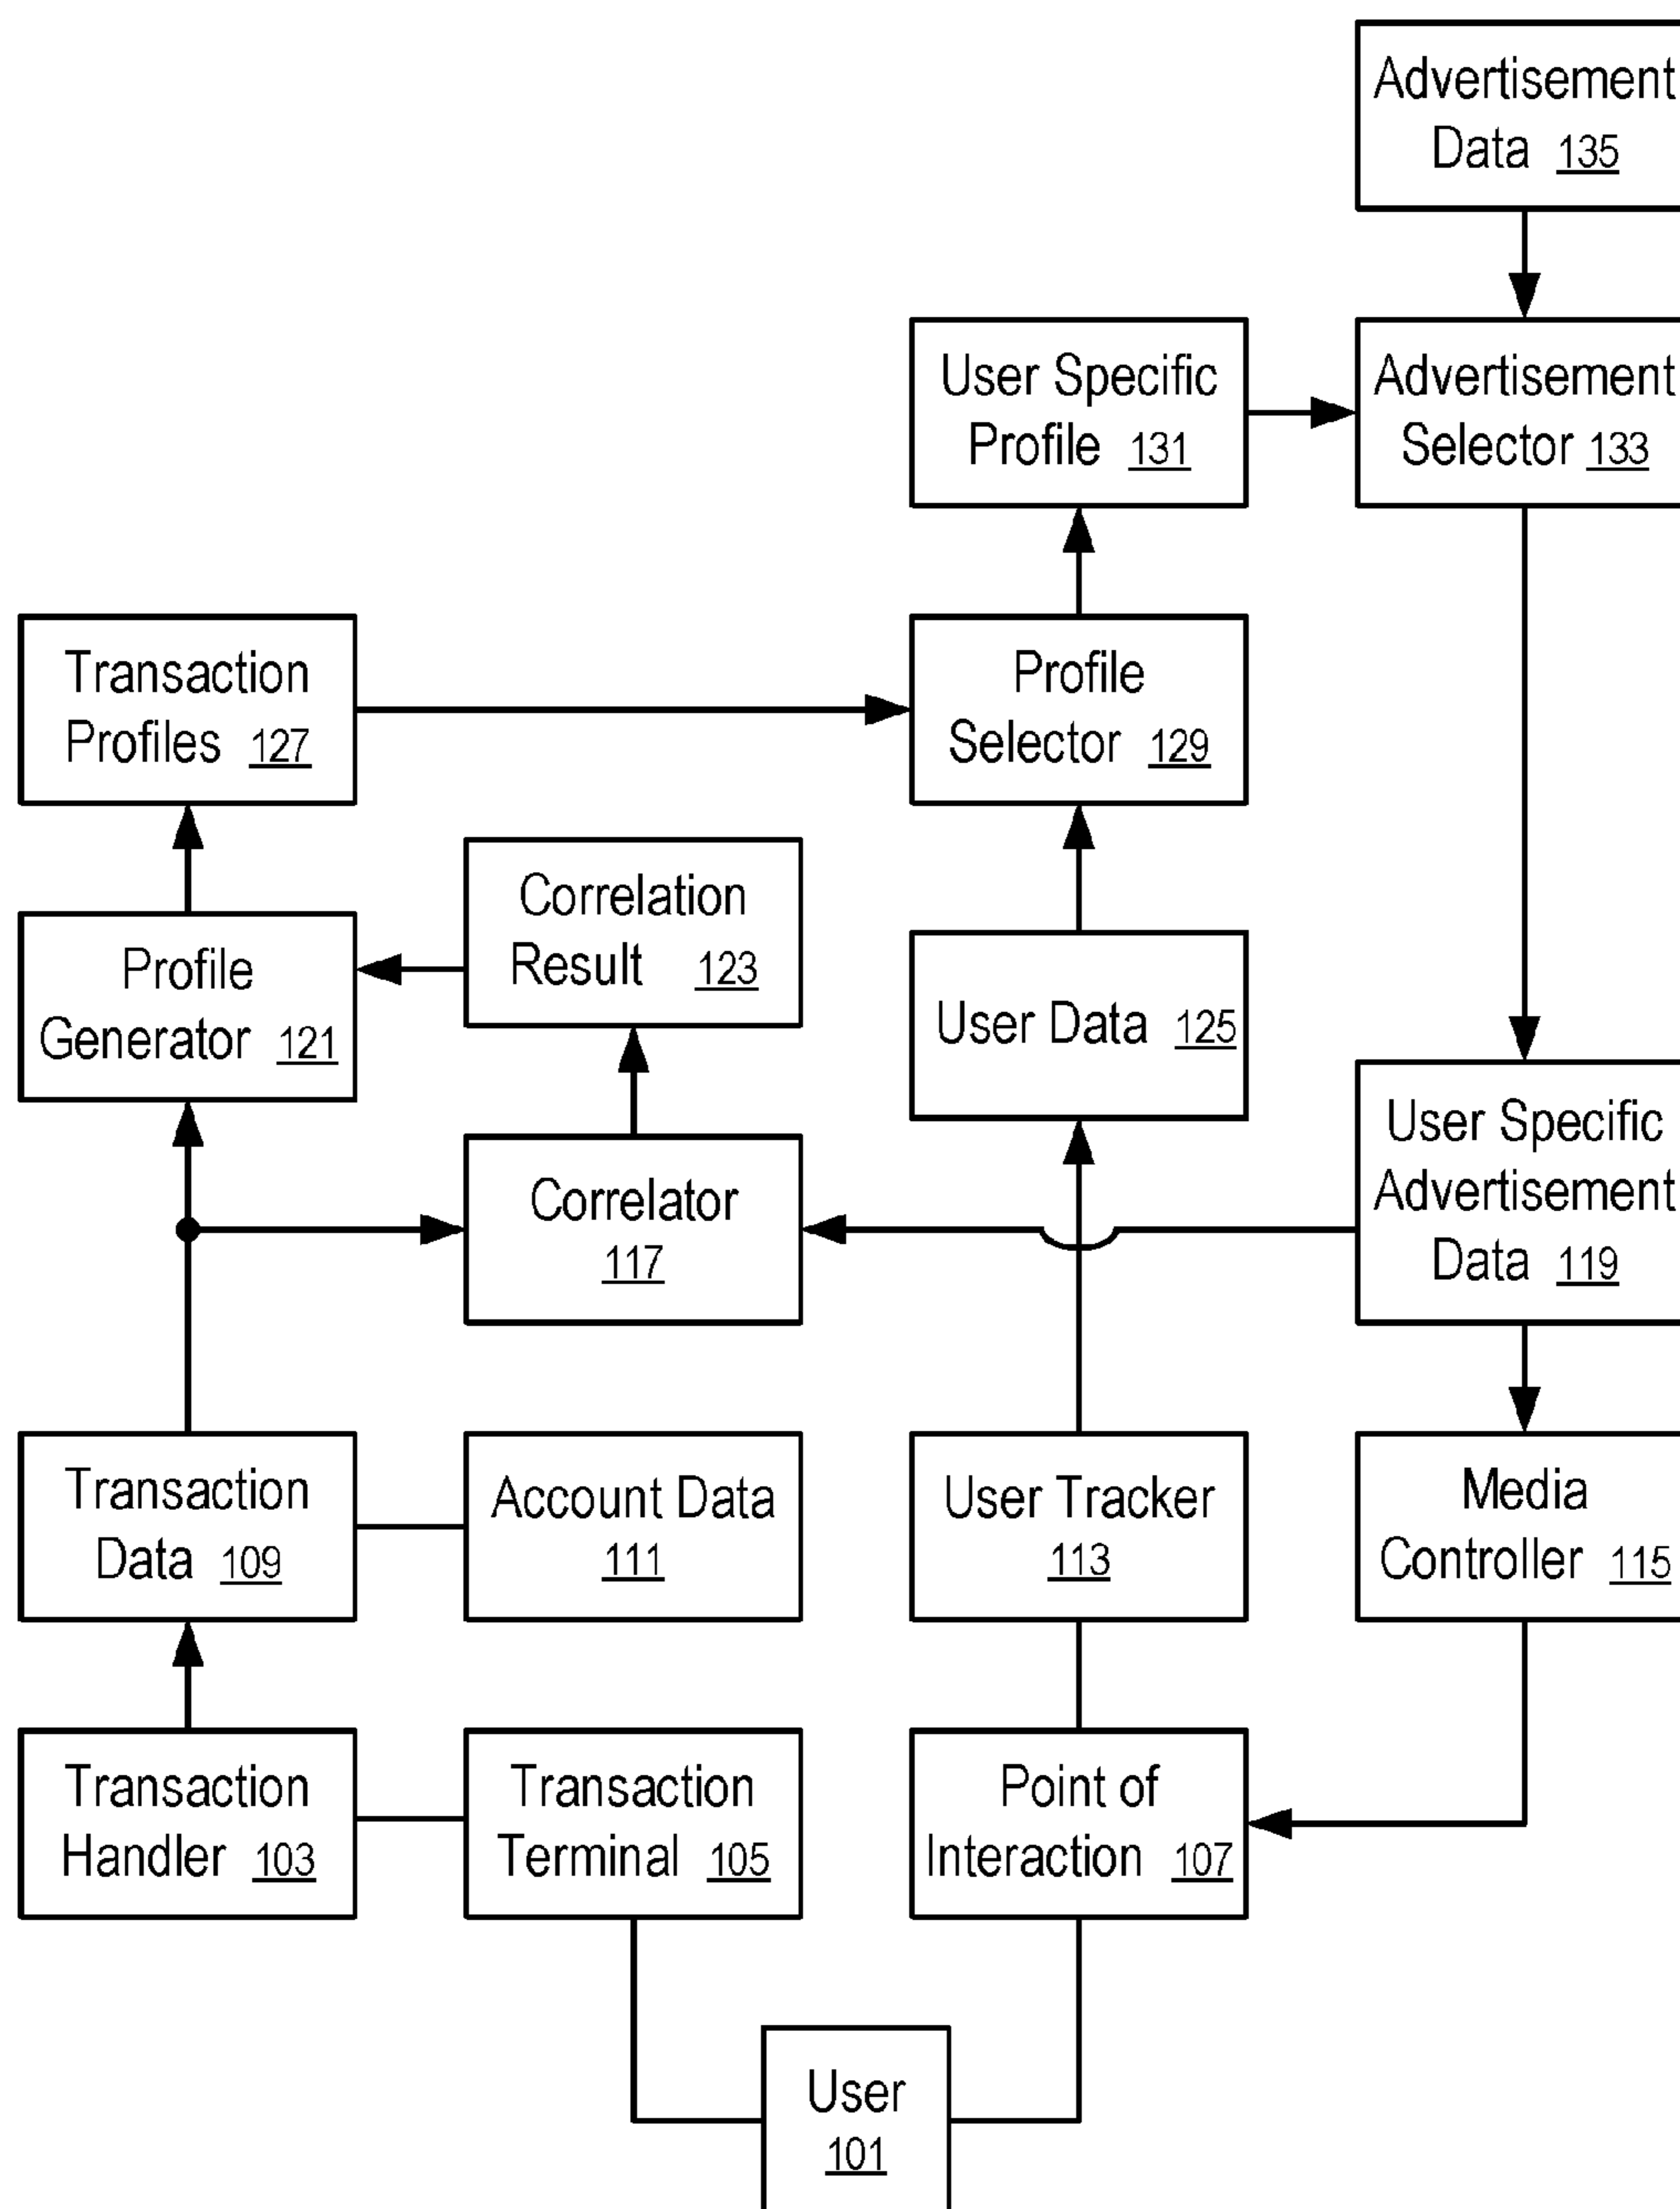 Advertisement
Data 135
User Specific
Profile 131
Advertisement
Selector 133
Transaction
Profiles 127
Profile
Selector 129
Correlation
Result 123
Profile
Generator 121
User Data 125
User Specific
Advertisement
Data 119
Correlator
117
Transaction
Data 109
Account Data
111
User Tracker
113
Media
Controller 115
Transaction
Handler 103
Transaction
Terminal 105
Point of
Interaction 107
User
101